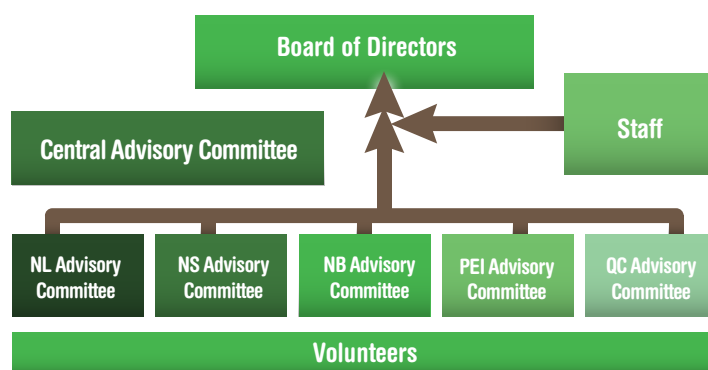 Board of Directors
Staff
Central Advisory Committee
NL Advisory
Committee
NS Advisory
Committee
NB Advisory
Committee
PEI Advisory
Committee
QC Advisory
Committee
Volunteers